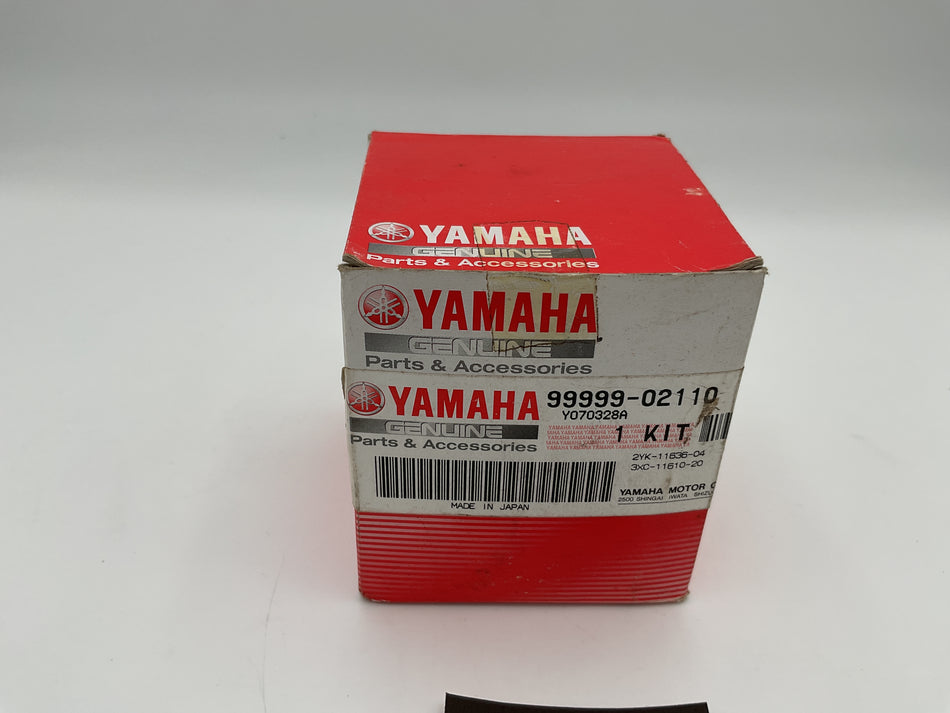 YAMAHA
GENUINE
Parts & Accessories
YAMAHA
GENUINE
Parts & Accessories
YAMAHA 99999-02110
GENUINE Y070328A
Parts & Accessories 1 KIT
2YK-11636-04
3XC-11610-20
YAMAHA MOTOR
2500 SHINGAI IWATA
MADE IN JAPAN